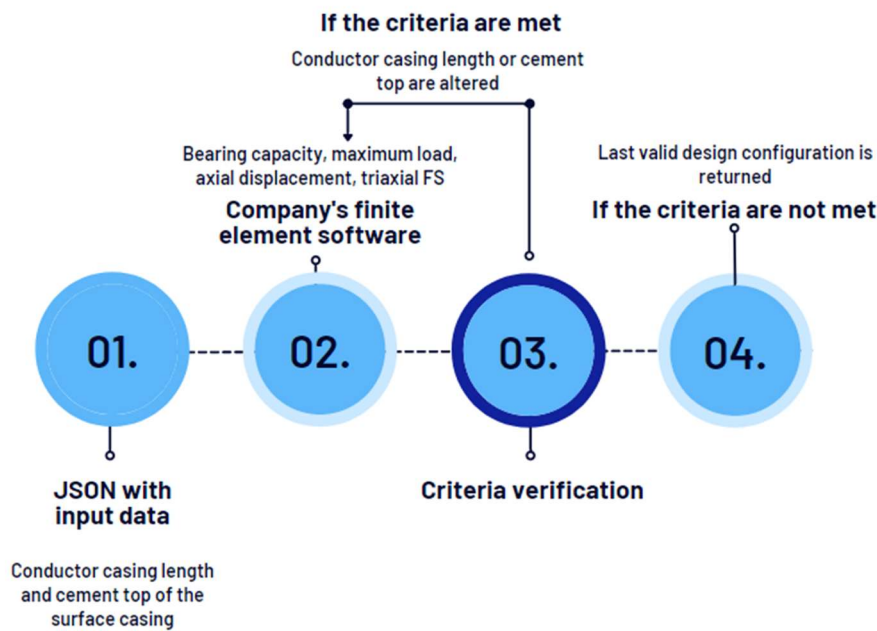 If the criteria are met
Conductor casing length or cement
top are altered
Bearing capacity, maximum load,
axial displacement, triaxial FS
Company's finite
element software
Last valid design configuration is
returned
If the criteria are not met
01.
02.
03.
04.
JSON with
input data
Conductor casing length
and cement top of the
surface casing
Criteria verification